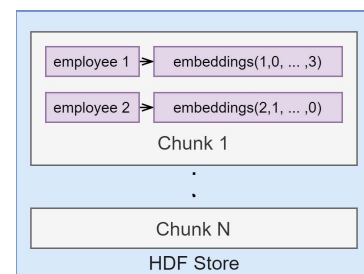 employee 1
embeddings(1,0, ... ,3)
employee 2
embeddings(2,1, ... ,0)
Chunk 1
Chunk N
HDF Store